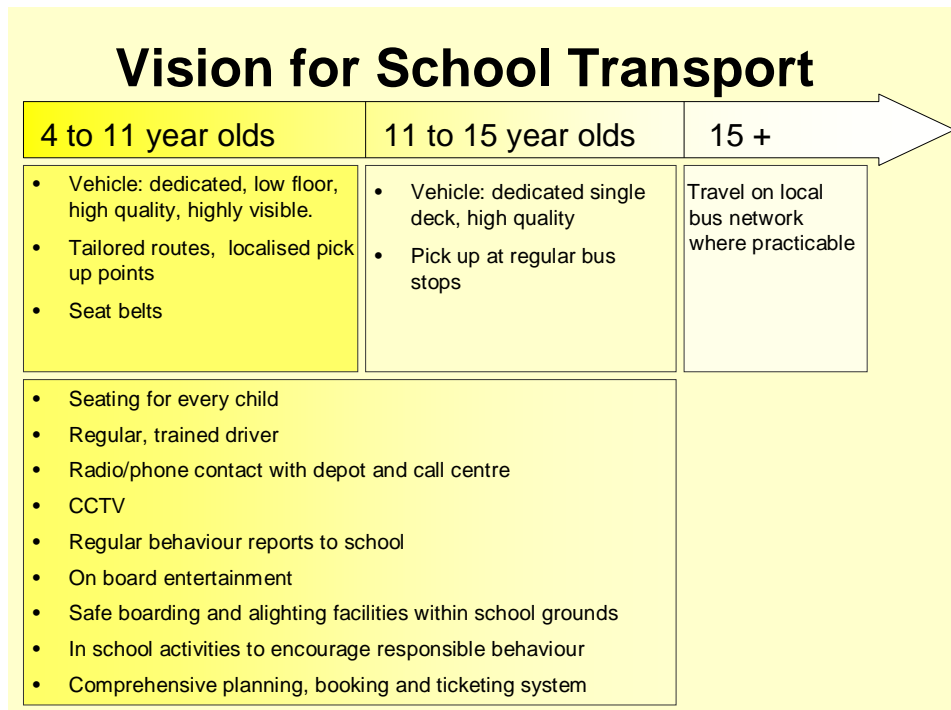 Vision for School Transport
4 to 11 year olds
11 to 15 year olds
15 +
• Vehicle: dedicated, low floor,
high quality, highly visible.
• Tailored routes, localised pick
up points
• Seat belts
• Vehicle: dedicated single
deck, high quality
• Pick up at regular bus
stops
Travel on local
bus network
where practicable
• Seating for every child
• Regular, trained driver
• Radio/phone contact with depot and call centre
• CCTV
• Regular behaviour reports to school
• On board entertainment
• Safe boarding and alighting facilities within school grounds
• In school activities to encourage responsible behaviour
• Comprehensive planning, booking and ticketing system